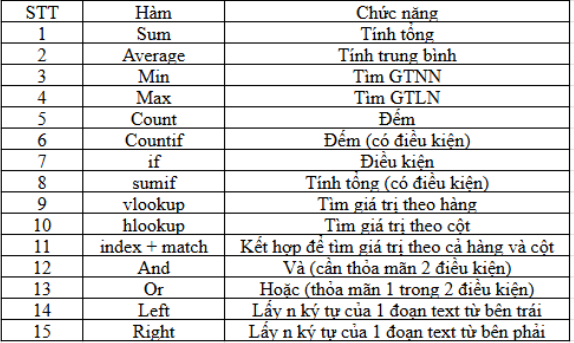 STT Hàm Chức năng
1 Sum Tính tổng
2 Average Tính trung bình
3 Min Tìm GTNN
4 Max Tìm GTLN
5 Count Đếm
6 Countif Đếm (có điều kiện)
7 if Điều kiện
8 sumif Tính tổng (có điều kiện)
9 vlookup Tìm giá trị theo hàng
10 hlookup Tìm giá trị theo cột
11 index + match Kết hợp để tìm giá trị theo cả hàng và cột
12 And Và (cần thỏa mãn 2 điều kiện)
13 Or Hoặc (thỏa mãn 1 trong 2 điều kiện)
14 Left Lấy n ký tự của 1 đoạn text từ bên trái
15 Right Lấy n ký tự của 1 đoạn text từ bên phải